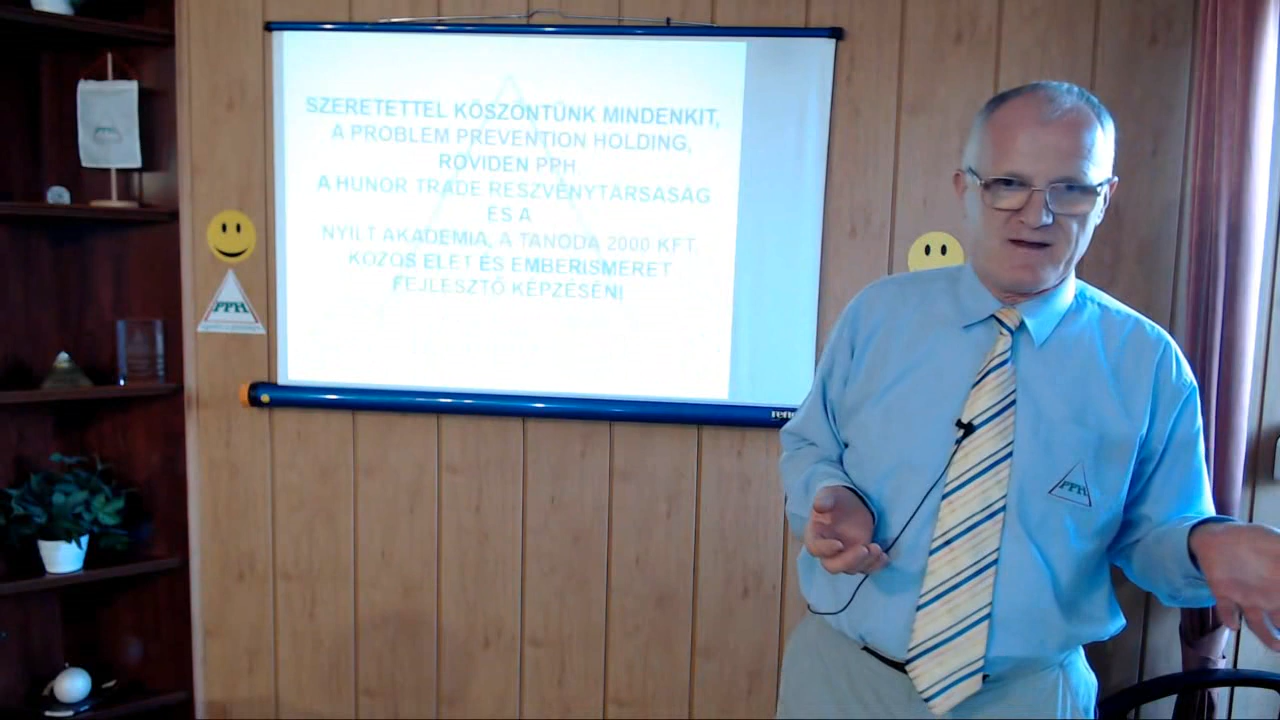 SZERETETTEL KÖSZÖNTÜNK MINDENKIT,
A PROBLEM PREVENTION HOLDING,
RÖVIDEN PPH
A HUNOR TRADE RÉSZVÉNYTÁRSASÁG
ÉS A
NYÍLT AKADÉMIA, A TANODA 2000 KFT.
KÖZÖS ÉLET ÉS EMBERISMERET
FEJLESZTŐ KÉPZÉSÉN!
PPH
PPH